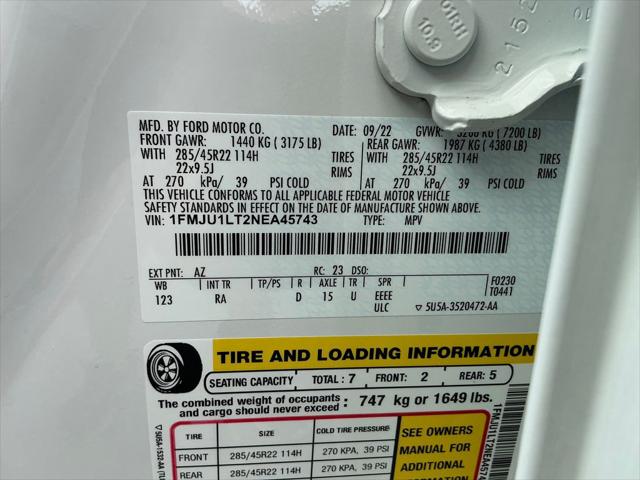 01RH
10.9
MFD. BY FORD MOTOR CO. DATE: 09/22 GVWR: 3266 KG (7200 LB)
FRONT GAWR: 1440 KG (3175 LB) REAR GAWR: 1987 KG (4380 LB)
WITH 285/45R22 114H TIRES WITH 285/45R22 114H TIRES
22x9.5J RIMS 22x9.5J RIMS
AT 270 kPa/ 39 PSI COLD AT 270 kPa/ 39 PSI COLD
THIS VEHICLE CONFORMS TO ALL APPLICABLE FEDERAL MOTOR VEHICLE
SAFETY STANDARDS IN EFFECT ON THE DATE OF MANUFACTURE SHOWN ABOVE.
VIN: 1FMJU1LT2NEA45743 TYPE: MPV
EXT PNT: AZ RC: 23 DSO:
WB INT TR TP/PS R AXLE TR SPR
123 RA D 15 U EEEE
ULC
F0230
T0441
▽ 5U5A-3520472-AA
TIRE AND LOADING INFORMATION
SEATING CAPACITY TOTAL: 7 FRONT: 2 REAR: 5
The combined weight of occupants and cargo should never exceed: 747 kg or 1649 lbs.
TIRE SIZE COLD TIRE PRESSURE
FRONT 285/45R22 114H 270 KPA, 39 PSI
REAR 285/45R22 114H 270 KPA, 39 PSI
SEE OWNERS
MANUAL FOR
ADDITIONAL